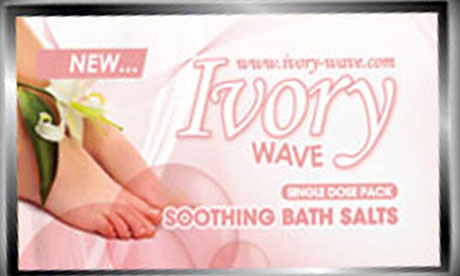 NEW...
www.ivory-wave.com
Ivory
WAVE
SINGLE DOSE PACK
SOOTHING BATH SALTS